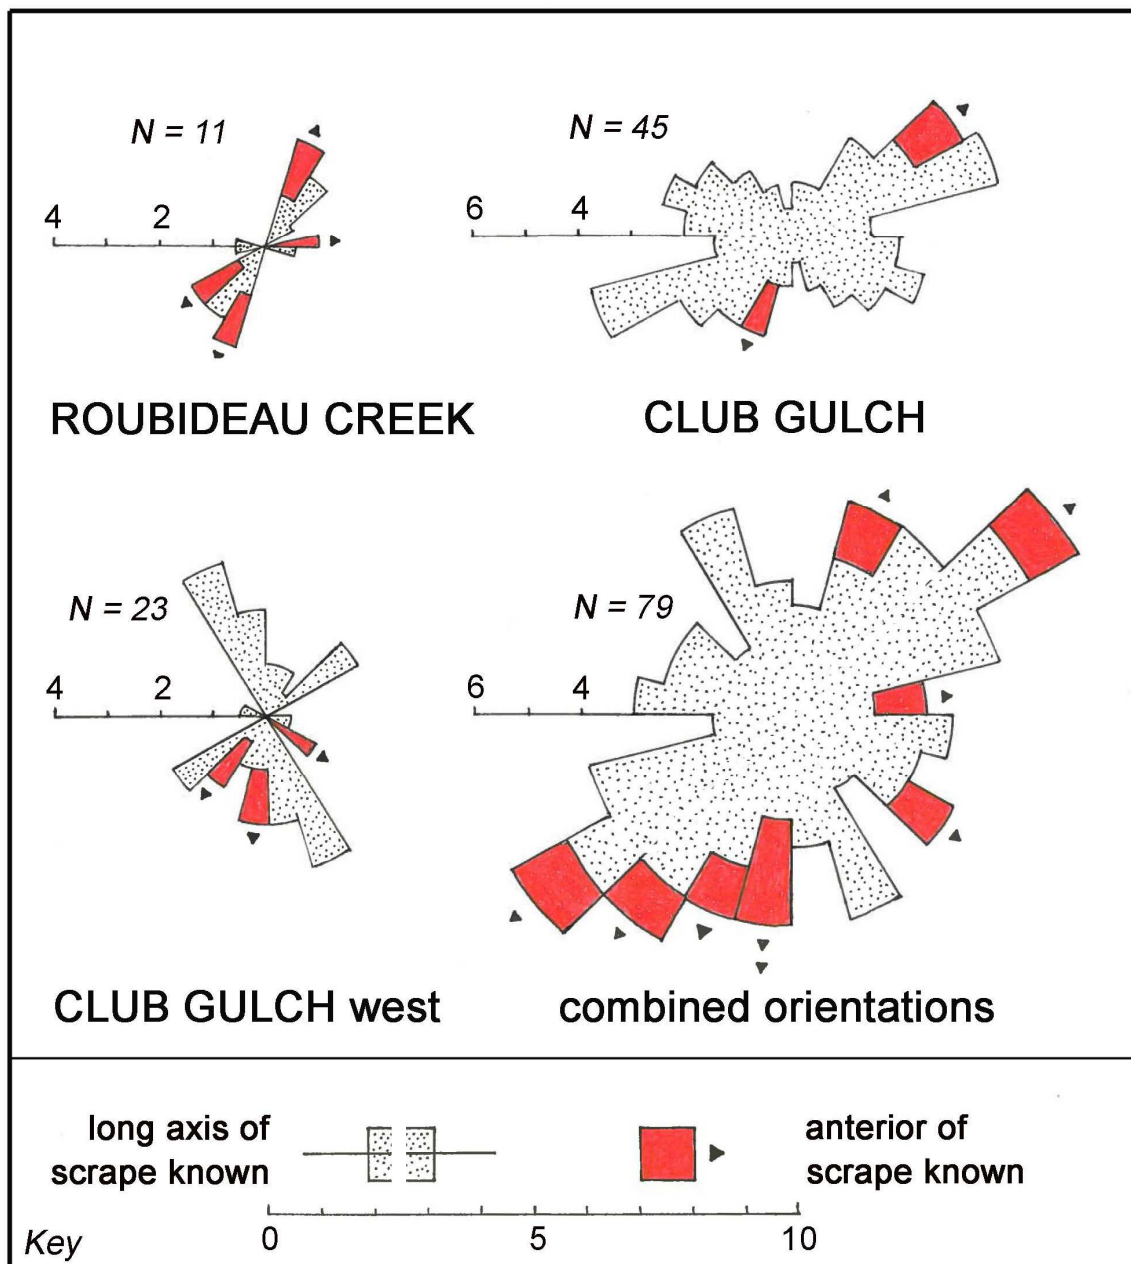 N = 11
4
2
ROUBIDEAU CREEK
N = 45
6
4
CLUB GULCH
N = 23
4
2
CLUB GULCH west
N = 79
6
4
combined orientations
long axis of
scrape known
anterior of
scrape known
Key
0
5
10